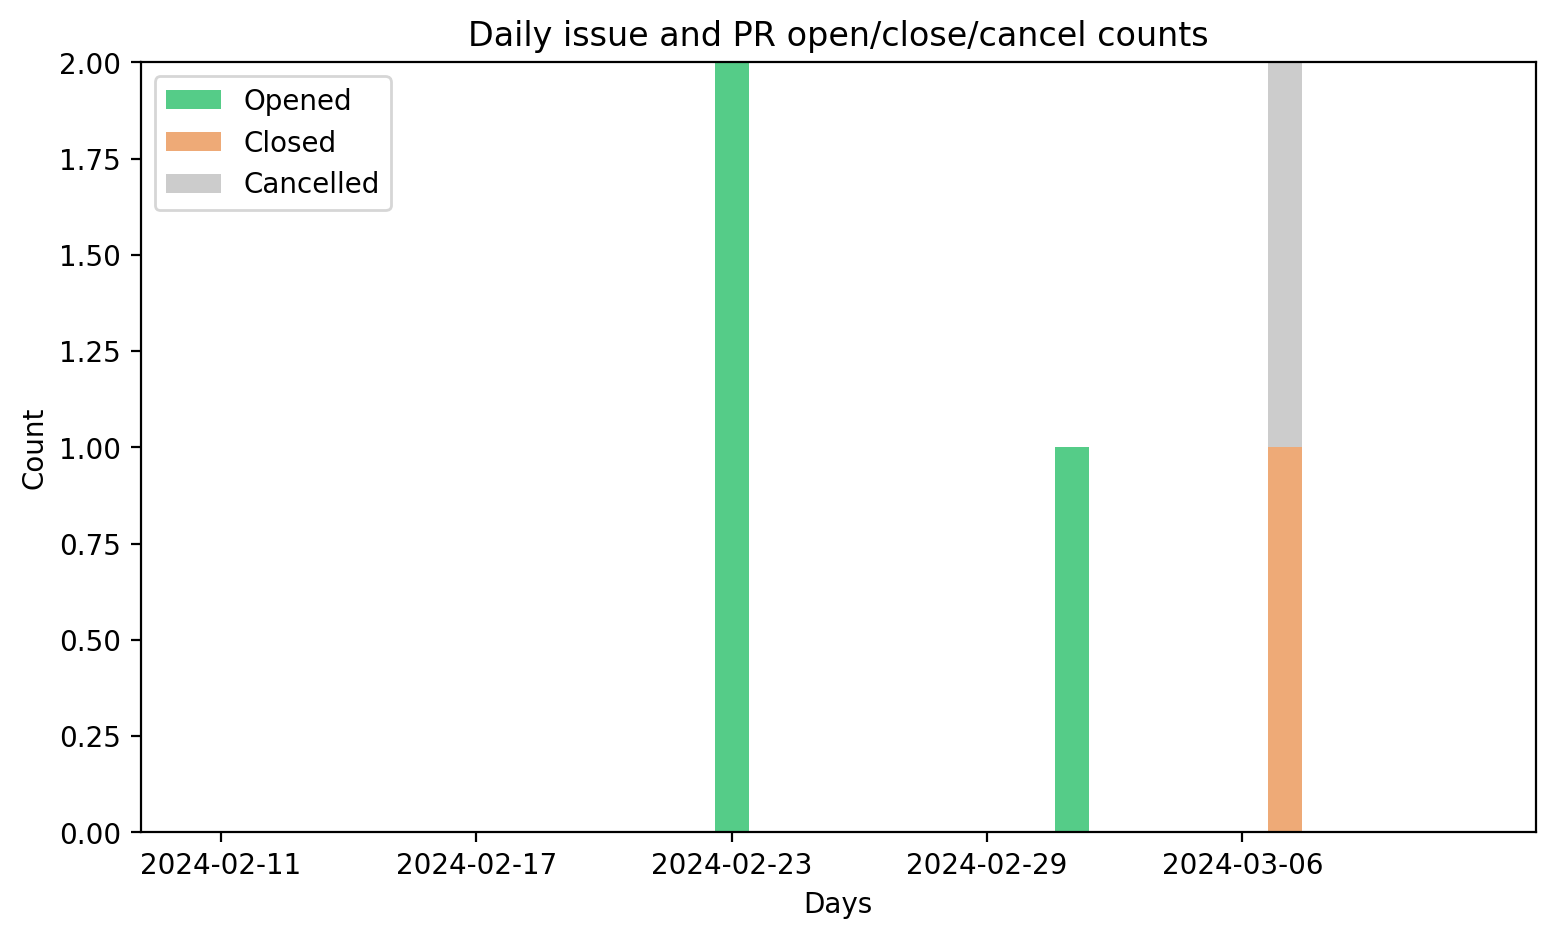 Daily issue and PR open/close/cancel counts
Opened
Closed
Cancelled
2.00
1.75
1.50
1.25
1.00
0.75
0.50
0.25
0.00
Count
2024-02-11 2024-02-17 2024-02-23 2024-02-29 2024-03-06
Days